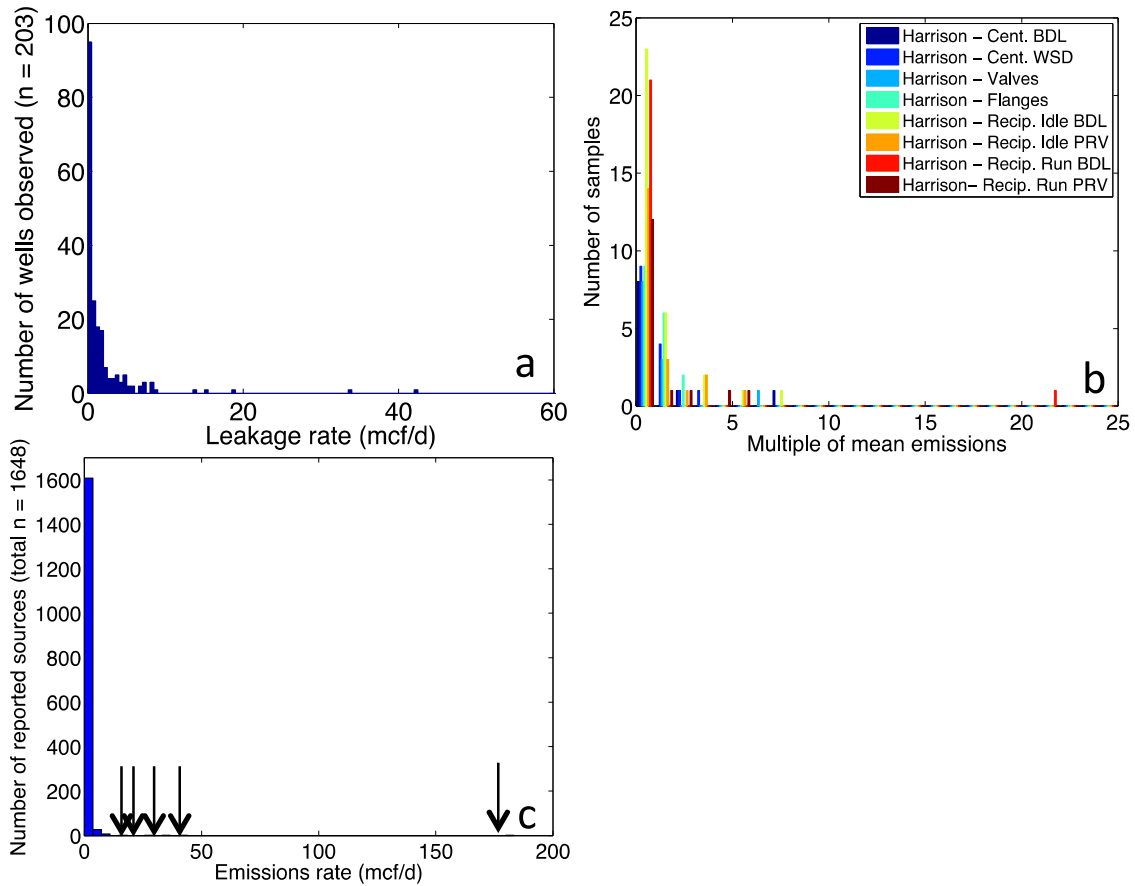 Number of wells observed (n = 203)
100
80
60
40
20
0
0
20
40
60
Leakage rate (mcf/d)
a
Number of samples
25
20
15
10
5
0
0
5
10
15
20
25
Multiple of mean emissions
b
Harrison – Cent. BDL
Harrison – Cent. WSD
Harrison – Valves
Harrison – Flanges
Harrison – Recip. Idle BDL
Harrison – Recip. Idle PRV
Harrison – Recip. Run BDL
Harrison– Recip. Run PRV
Number of reported sources (total n = 1648)
1600
1400
1200
1000
800
600
400
200
0
0
50
100
150
200
Emissions rate (mcf/d)
c